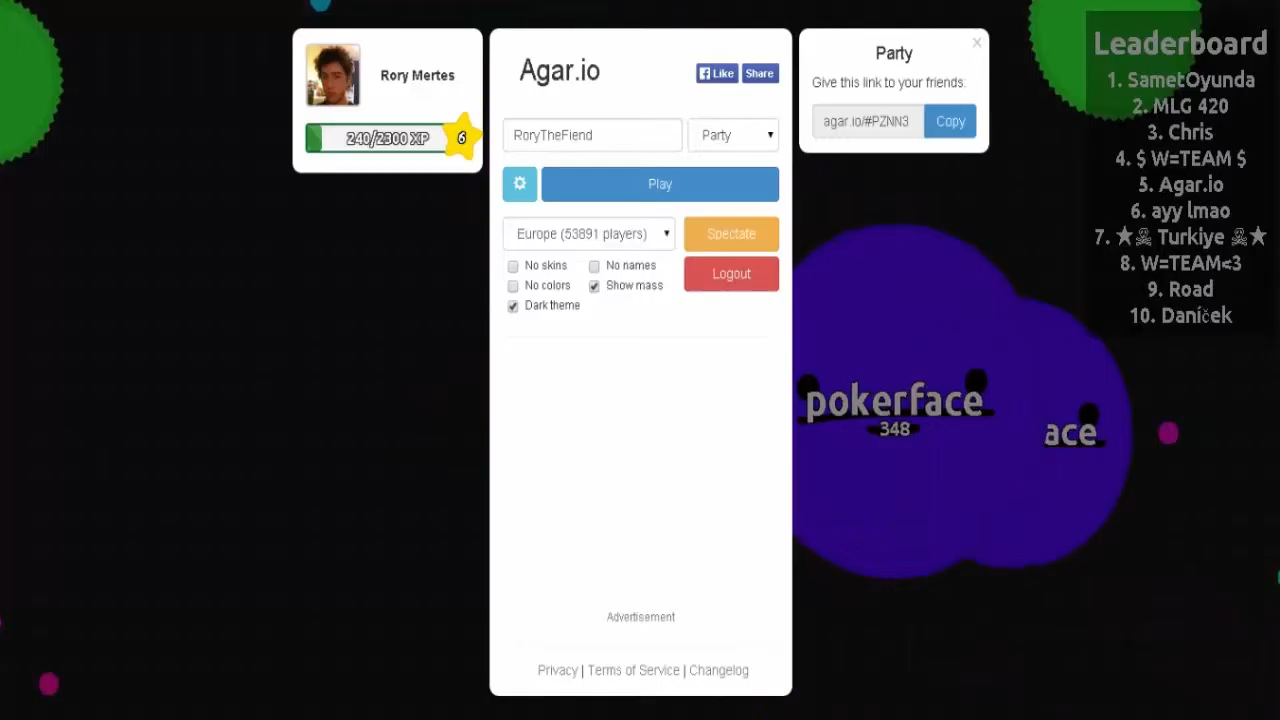 Rory Mertes
240/2300 XP
6
Agar.io
Like
Share
RoryTheFiend
Party
Play
Europe (53891 players)
Spectate
No skins
No names
No colors
Show mass
Logout
Dark theme
Advertisement
Privacy | Terms of Service | Changelog
Party
×
Give this link to your friends:
agar.io/#PZNN3
Copy
Leaderboard
1. SametOyunda
2. MLG 420
3. Chris
4. $ W=TEAM $
5. Agar.io
6. ayy lmao
7. ★☠ Turkiye ☠★
8. W=TEAM<3
9. Road
10. Daníček
pokerface
348
ace